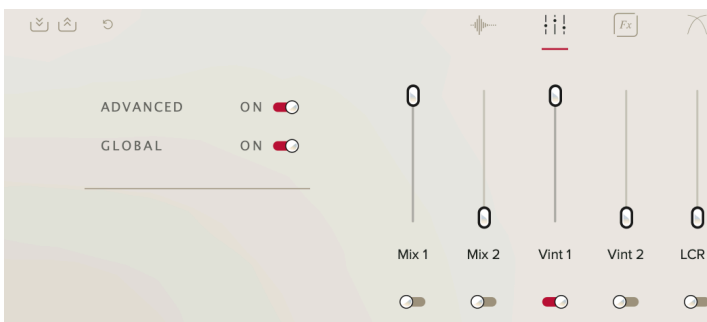 Fx
ADVANCED ON
GLOBAL ON
Mix 1 Mix 2 Vint 1 Vint 2 LCR